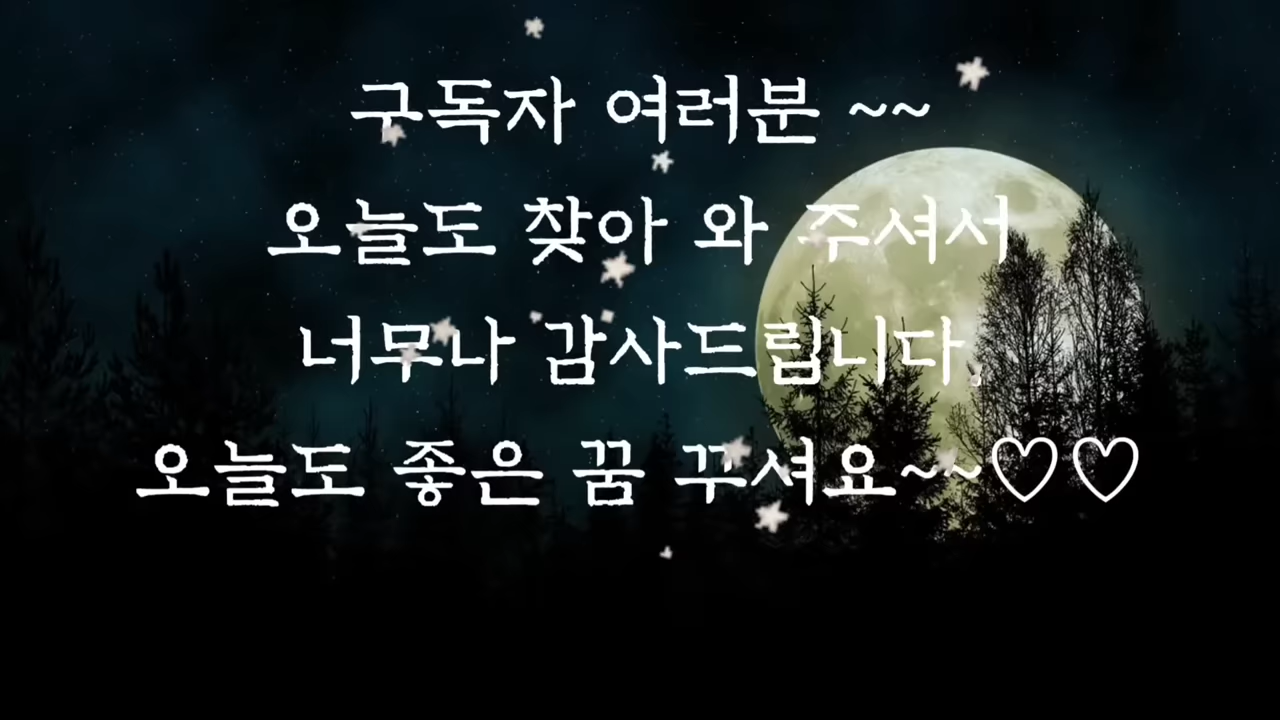 구독자 여러분 ~~
오늘도 찾아 와 주셔서
너무나 감사드립니다,
오늘도 좋은 꿈 꾸셔요~~♡♡